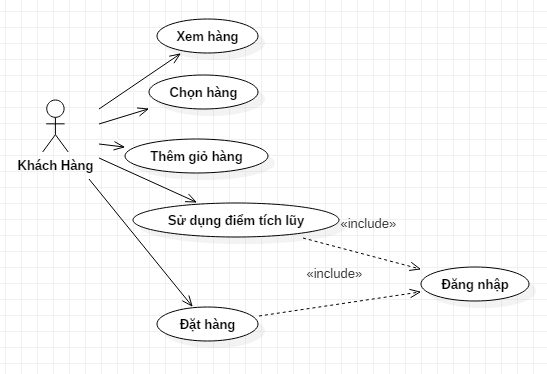 Xem hàng
Chọn hàng
Khách Hàng
Thêm giỏ hàng
Sử dụng điểm tích lũy
«include»
«include»
Đăng nhập
Đặt hàng